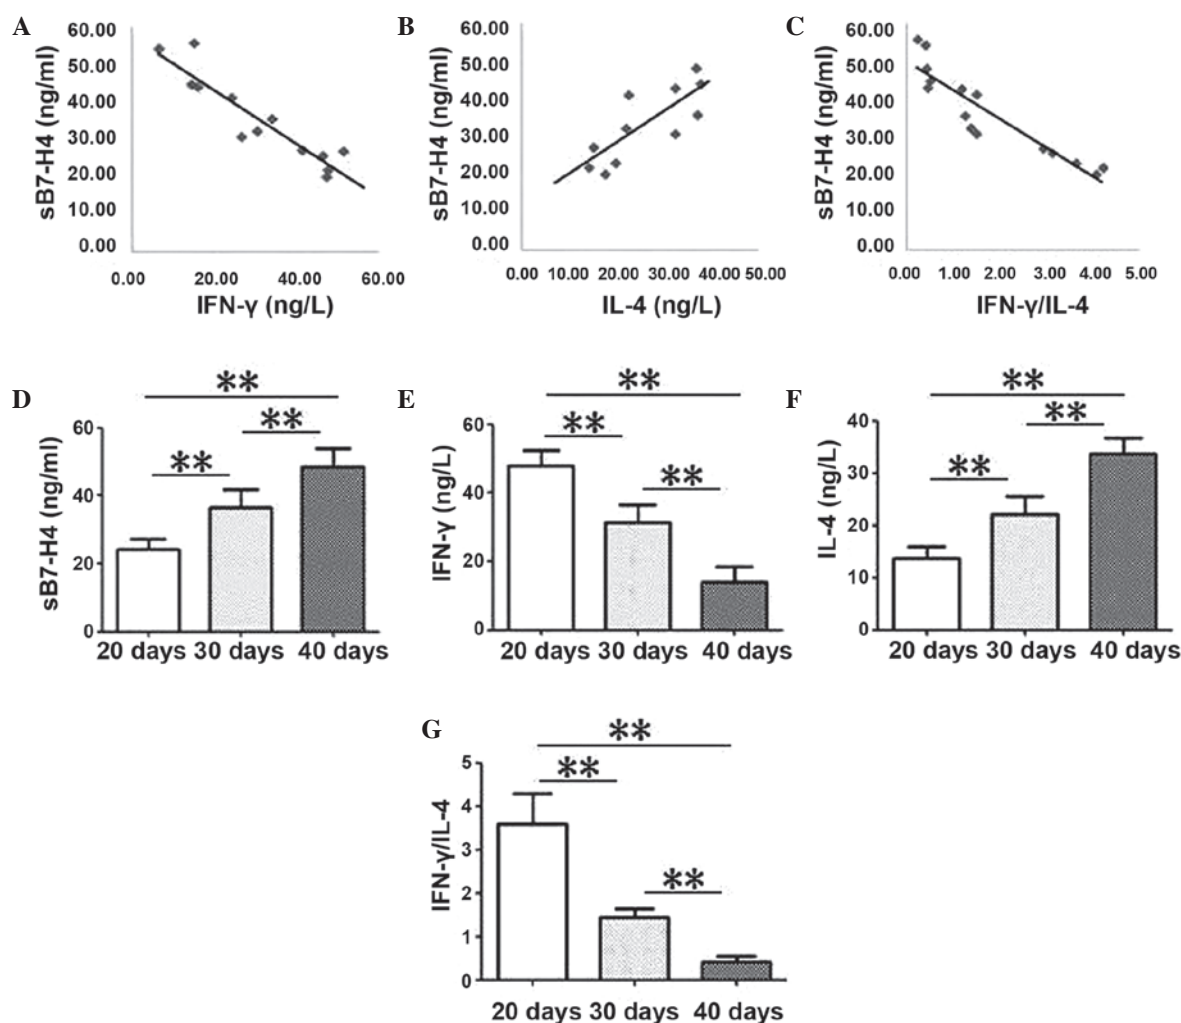 A
60.00
50.00
40.00
30.00
20.00
10.00
0.00
sB7-H4 (ng/ml)
0.00 20.00 40.00 60.00
IFN-γ (ng/L)
B
60.00
50.00
40.00
30.00
20.00
10.00
0.00
sB7-H4 (ng/ml)
0.00 10.00 20.00 30.00 40.00 50.00
IL-4 (ng/L)
C
60.00
50.00
40.00
30.00
20.00
10.00
0.00
sB7-H4 (ng/ml)
0.00 1.00 2.00 3.00 4.00 5.00
IFN-γ/IL-4
D
**
**
**
60
40
20
0
sB7-H4 (ng/ml)
20 days 30 days 40 days
E
**
**
**
60
40
20
0
IFN-γ (ng/L)
20 days 30 days 40 days
F
**
**
**
40
30
20
10
0
IL-4 (ng/L)
20 days 30 days 40 days
G
**
**
**
5
4
3
2
1
0
IFN-γ/IL-4
20 days 30 days 40 days